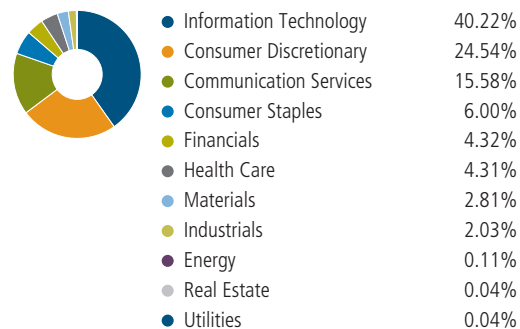 Information Technology 40.22%
Consumer Discretionary 24.54%
Communication Services 15.58%
Consumer Staples 6.00%
Financials 4.32%
Health Care 4.31%
Materials 2.81%
Industrials 2.03%
Energy 0.11%
Real Estate 0.04%
Utilities 0.04%